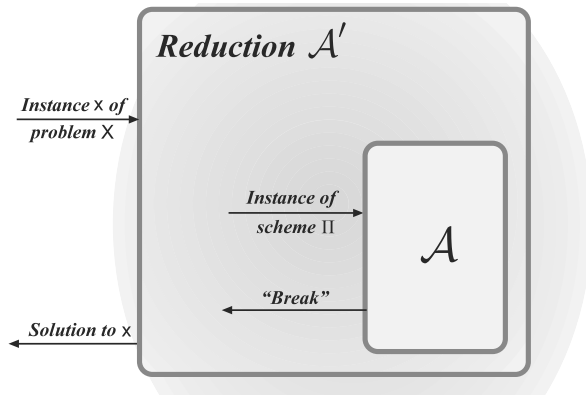 Reduction 𝒜′
Instance x of
problem X
Instance of
scheme Π
𝒜
“Break”
Solution to x